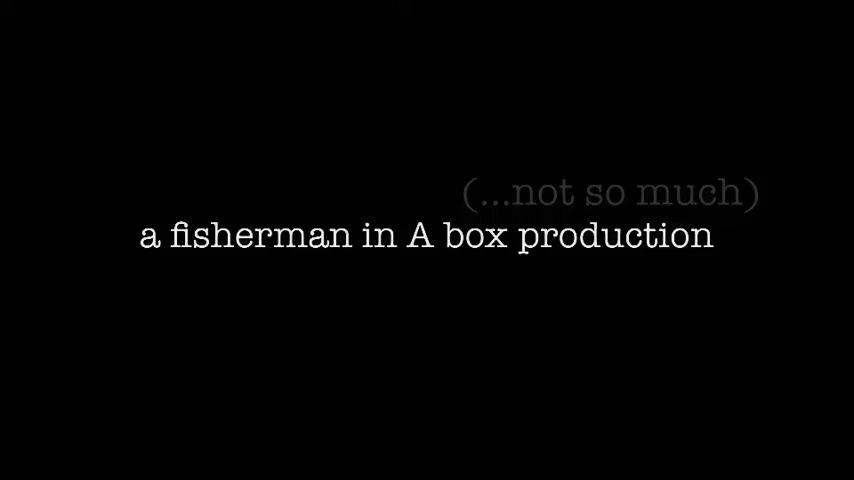 (...not so much)
a fisherman in A box production